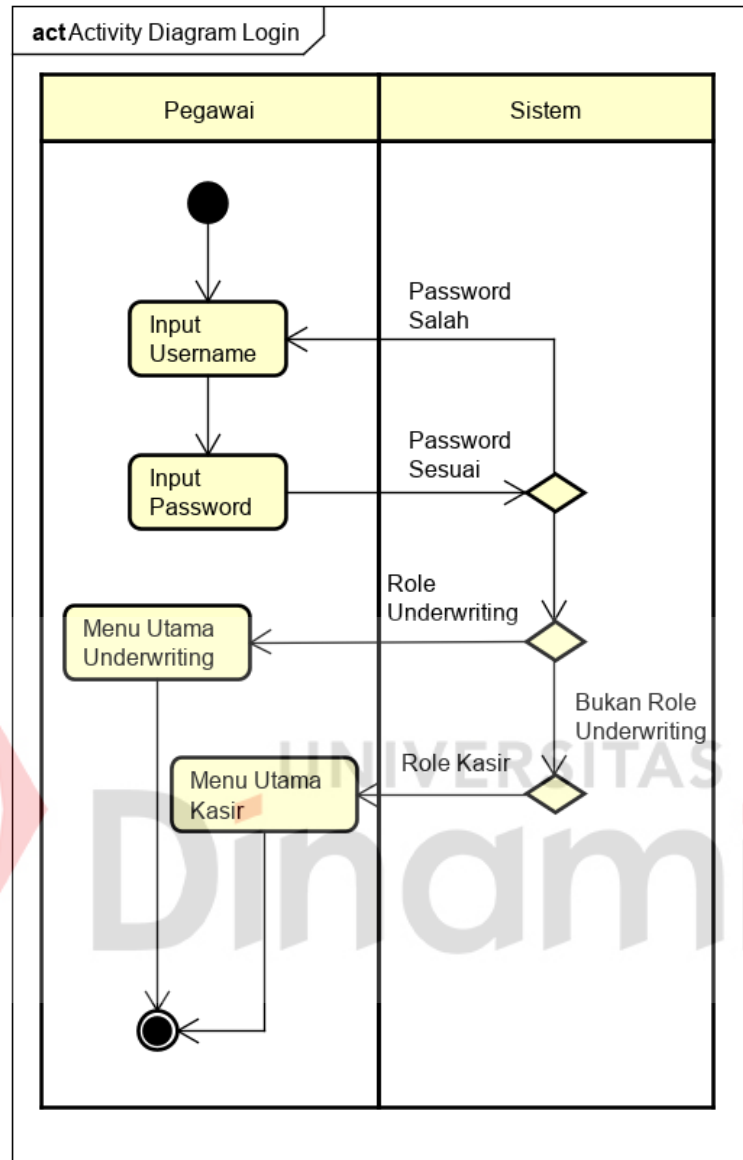 act Activity Diagram Login
Pegawai
Sistem
Input
Username
Password
Salah
Input
Password
Password
Sesuai
Menu Utama
Underwriting
Role
Underwriting
Bukan Role
Underwriting
Menu Utama
Kasir
Role Kasir
UNIVERSITAS
Dinam